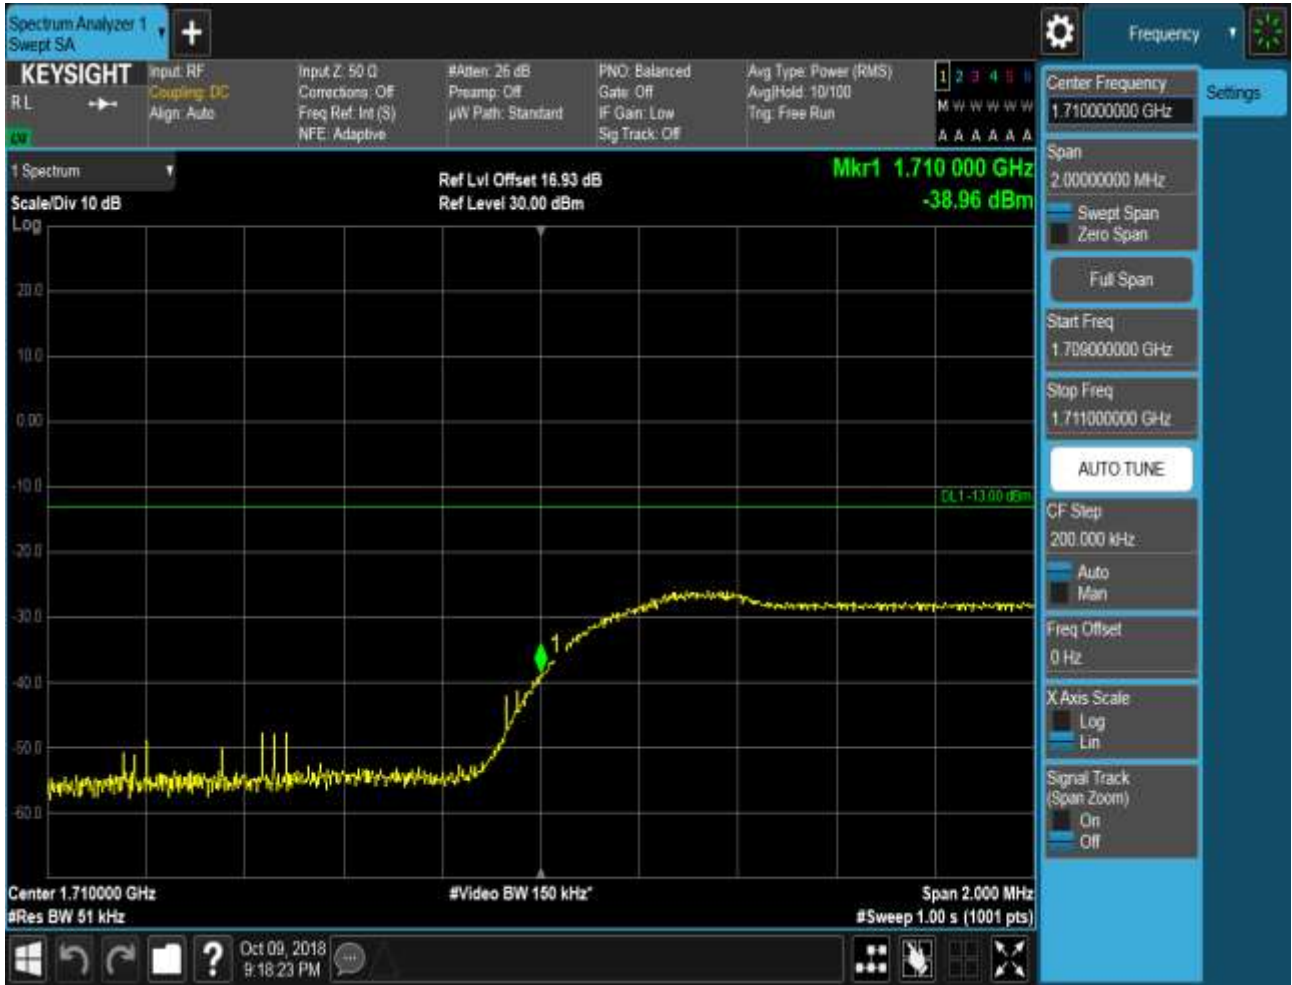 Spectrum Analyzer 1
Swept SA
+
Frequency
KEYSIGHT
R L
Input: RF
Coupling: DC
Align: Auto
Input Z: 50 Ω
Corrections: Off
Freq Ref: Int (S)
NFE: Adaptive
#Atten: 26 dB
Preamp: Off
µW Path: Standard
PNO: Balanced
Gate: Off
IF Gain: Low
Sig Track: Off
Avg Type: Power (RMS)
Avg|Hold: 10/100
Trig: Free Run
1 2 3 4 5 6
M W W W W W
A A A A A A
1 Spectrum
Scale/Div 10 dB
Log
Ref Lvl Offset 16.93 dB
Ref Level 30.00 dBm
Mkr1 1.710 000 GHz
-38.96 dBm
20.0
10.0
0.00
-10.0
DL1 -13.00 dBm
-20.0
-30.0
1
-40.0
-50.0
-60.0
Center 1.710000 GHz
#Video BW 150 kHz*
Span 2.000 MHz
#Res BW 51 kHz
#Sweep 1.00 s (1001 pts)
?
Oct 09, 2018
9:18:23 PM
Center Frequency
1.710000000 GHz
Settings
Span
2.00000000 MHz
Swept Span
Zero Span
Full Span
Start Freq
1.709000000 GHz
Stop Freq
1.711000000 GHz
AUTO TUNE
CF Step
200.000 kHz
Auto
Man
Freq Offset
0 Hz
X Axis Scale
Log
Lin
Signal Track
(Span Zoom)
On
Off